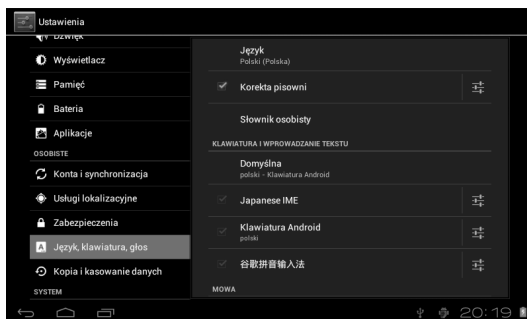 Ustawienia
Dźwięk
Wyświetlacz
Pamięć
Bateria
Aplikacje
OSOBISTE
Konta i synchronizacja
Usługi lokalizacyjne
Zabezpieczenia
Język, klawiatura, głos
Kopia i kasowanie danych
SYSTEM
Język
Polski (Polska)
Korekta pisowni
Słownik osobisty
KLAWIATURA I WPROWADZANIE TEKSTU
Domyślna
polski - Klawiatura Android
Japanese IME
Klawiatura Android
polski
谷歌拼音输入法
MOWA
20:19